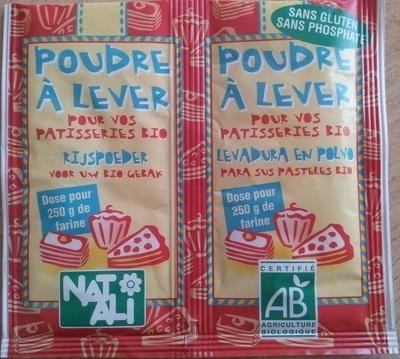 POUDRE
À LEVER
POUR VOS
PATISSERIES BIO
RIJSPOEDER
VOOR UW BIO GEBAK
Dose pour
250 g de
farine
NAT
ALi
SANS GLUTEN
SANS PHOSPHATE
POUDRE
À LEVER
POUR VOS
PATISSERIES BIO
LEVADURA EN POLVO
PARA SUS PASTELES BIO
Dose pour
250 g de
farine
CERTIFIÉ
AB
AGRICULTURE
BIOLOGIQUE